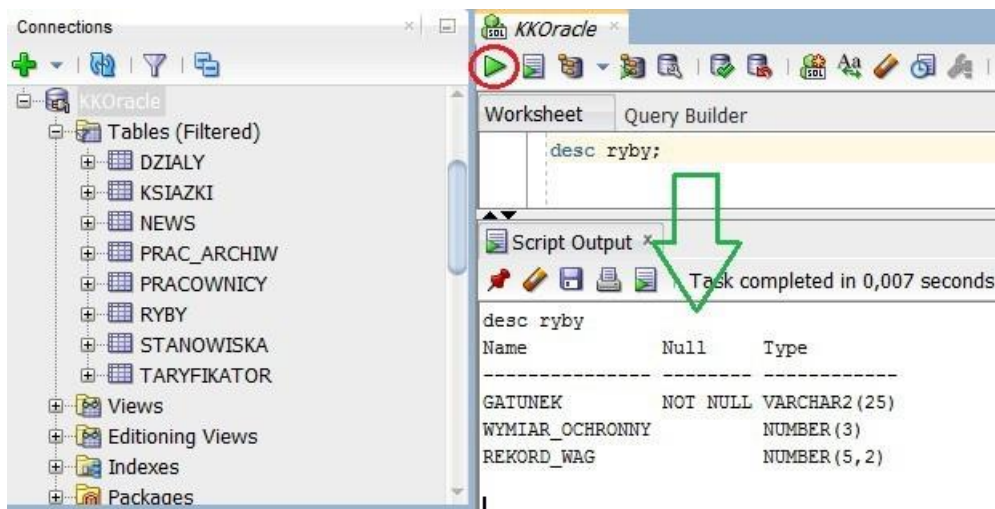 Connections
KKOracle
Tables (Filtered)
DZIALY
KSIAZKI
NEWS
PRAC_ARCHIW
PRACOWNICY
RYBY
STANOWISKA
TARYFIKATOR
Views
Editioning Views
Indexes
Packages
KKOracle
SQL
Aa
Worksheet Query Builder
desc ryby;
Script Output
Task completed in 0,007 seconds
desc ryby
Name Null Type
--------------- -------- ------------
GATUNEK NOT NULL VARCHAR2(25)
WYMIAR_OCHRONNY NUMBER(3)
REKORD_WAG NUMBER(5,2)